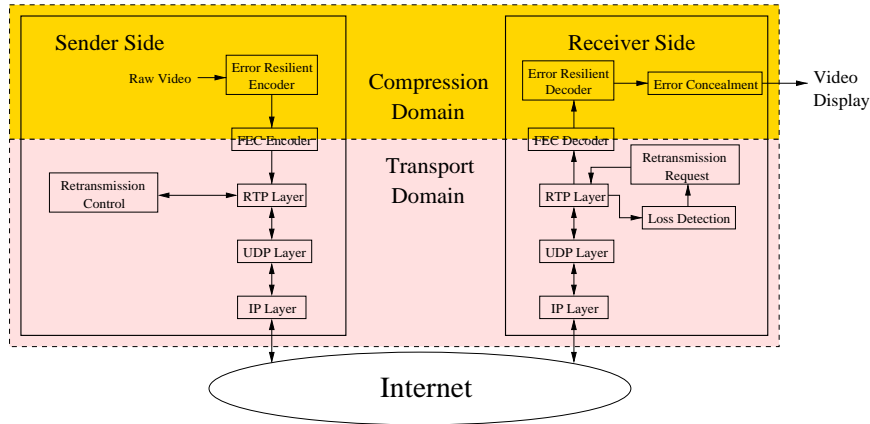 Sender Side
Raw Video
Error Resilient
Encoder
FEC Encoder
Retransmission
Control
RTP Layer
UDP Layer
IP Layer
Compression
Domain
Transport
Domain
Receiver Side
Error Resilient
Decoder
Error Concealment
Video
Display
FEC Decoder
Retransmission
Request
RTP Layer
Loss Detection
UDP Layer
IP Layer
Internet